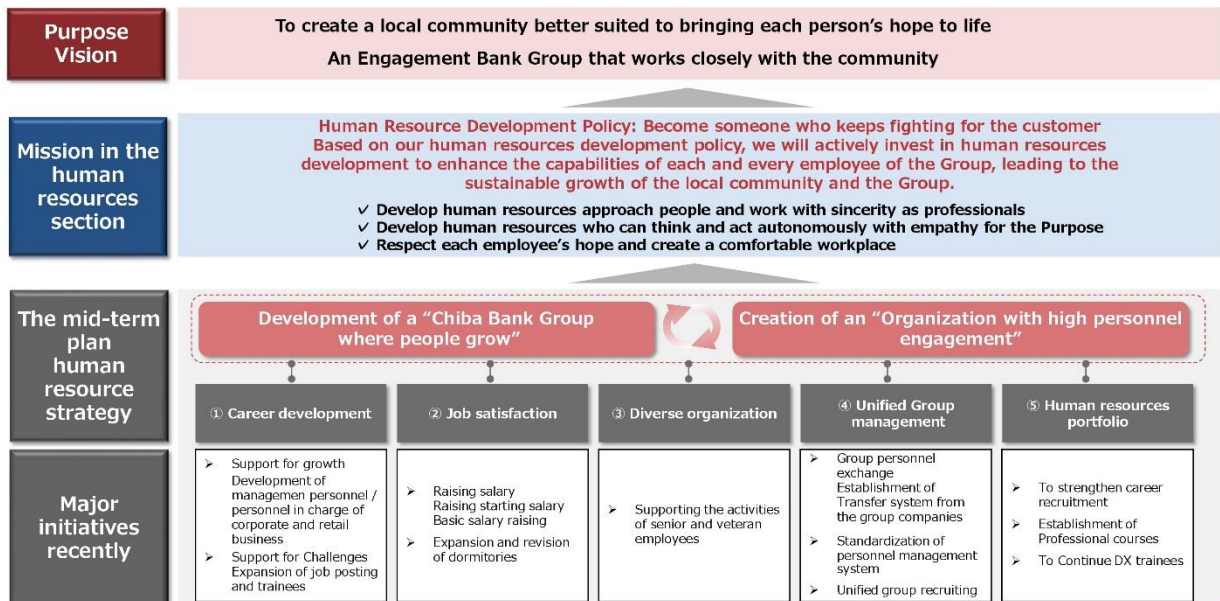 Purpose
Vision
To create a local community better suited to bringing each person's hope to life
An Engagement Bank Group that works closely with the community
Mission in the
human
resources
section
Human Resource Development Policy: Become someone who keeps fighting for the customer
Based on our human resources development policy, we will actively invest in human resources
development to enhance the capabilities of each and every employee of the Group, leading to the
sustainable growth of the local community and the Group.
✓ Develop human resources approach people and work with sincerity as professionals
✓ Develop human resources who can think and act autonomously with empathy for the Purpose
✓ Respect each employee's hope and create a comfortable workplace
The mid-term
plan
human
resource
strategy
Development of a "Chiba Bank Group
where people grow"
Creation of an "Organization with high personnel
engagement"
① Career development
② Job satisfaction
③ Diverse organization
④ Unified Group
management
⑤ Human resources
portfolio
Major
initiatives
recently
➤ Support for growth
Development of
managemen personnel /
personnel in charge of
corporate and retail
business
➤ Support for Challenges
Expansion of job posting
and trainees
➤ Raising salary
Raising starting salary
Basic salary raising
➤ Expansion and revision
of dormitories
➤ Supporting the activities
of senior and veteran
employees
➤ Group personnel
exchange
Establishment of
Transfer system from
the group companies
➤ Standardization of
personnel management
system
➤ Unified group recruiting
➤ To strengthen career
recruitment
➤ Establishment of
Professional courses
➤ To Continue DX trainees